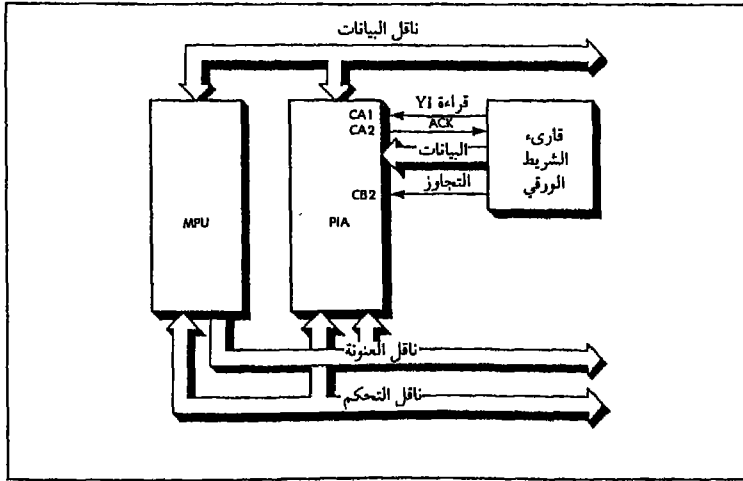 ناقل البيانات
CA1
قراءة Y1
CA2
ACK
البيانات
CB2
التجاوز
قارىء
الشريط
الورقي
MPU
PIA
ناقل العنونة
ناقل التحكم